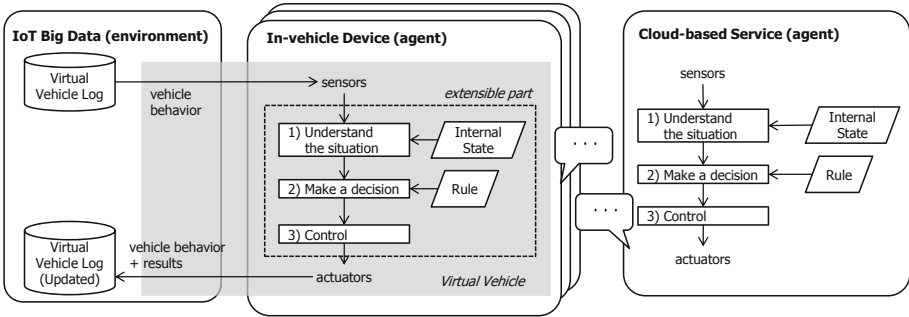 IoT Big Data (environment)
Virtual
Vehicle Log
vehicle
behavior
Virtual
Vehicle Log
(Updated)
vehicle behavior
+ results
In-vehicle Device (agent)
sensors
extensible part
1) Understand
the situation
Internal
State
2) Make a decision
Rule
3) Control
actuators
Virtual Vehicle
. . .
. . .
Cloud-based Service (agent)
sensors
1) Understand
the situation
Internal
State
2) Make a decision
Rule
3) Control
actuators